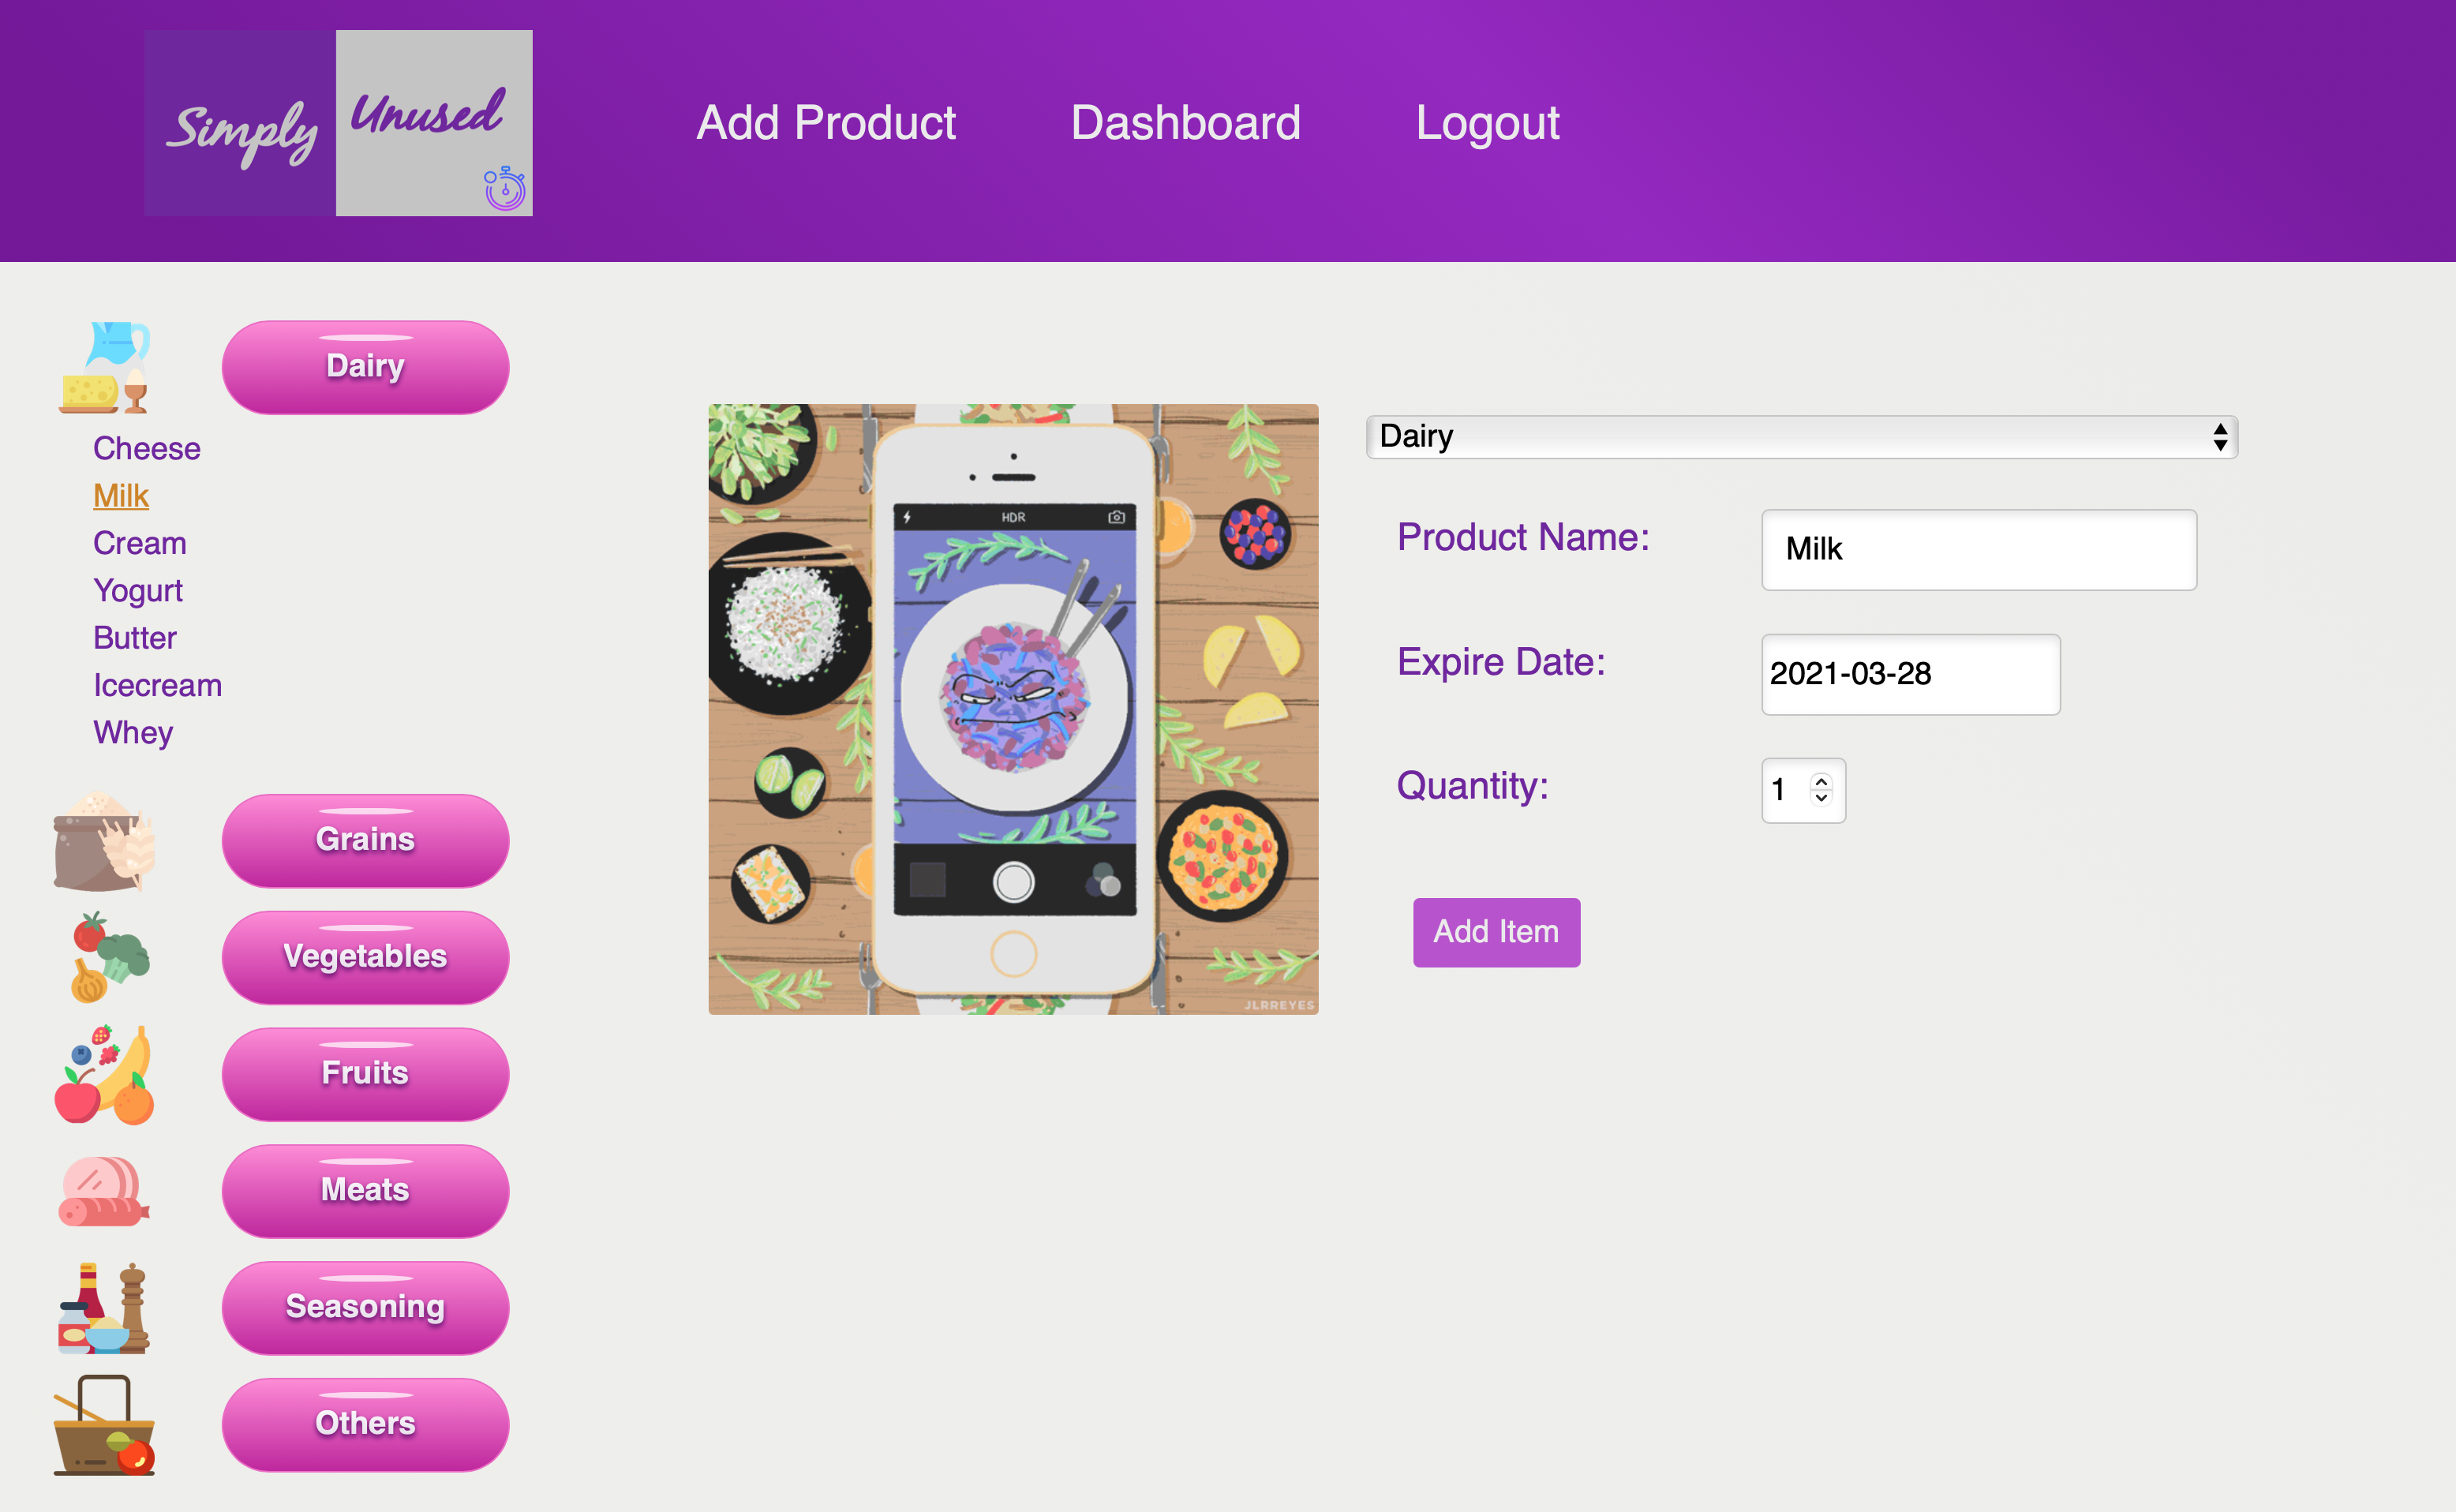 Simply
Unused
Add Product
Dashboard
Logout
Dairy
Cheese
Milk
Cream
Yogurt
Butter
Icecream
Whey
Grains
Vegetables
Fruits
Meats
Seasoning
Others
HDR
JLRREYES
Dairy
Product Name:
Milk
Expire Date:
2021-03-28
Quantity:
1
Add Item